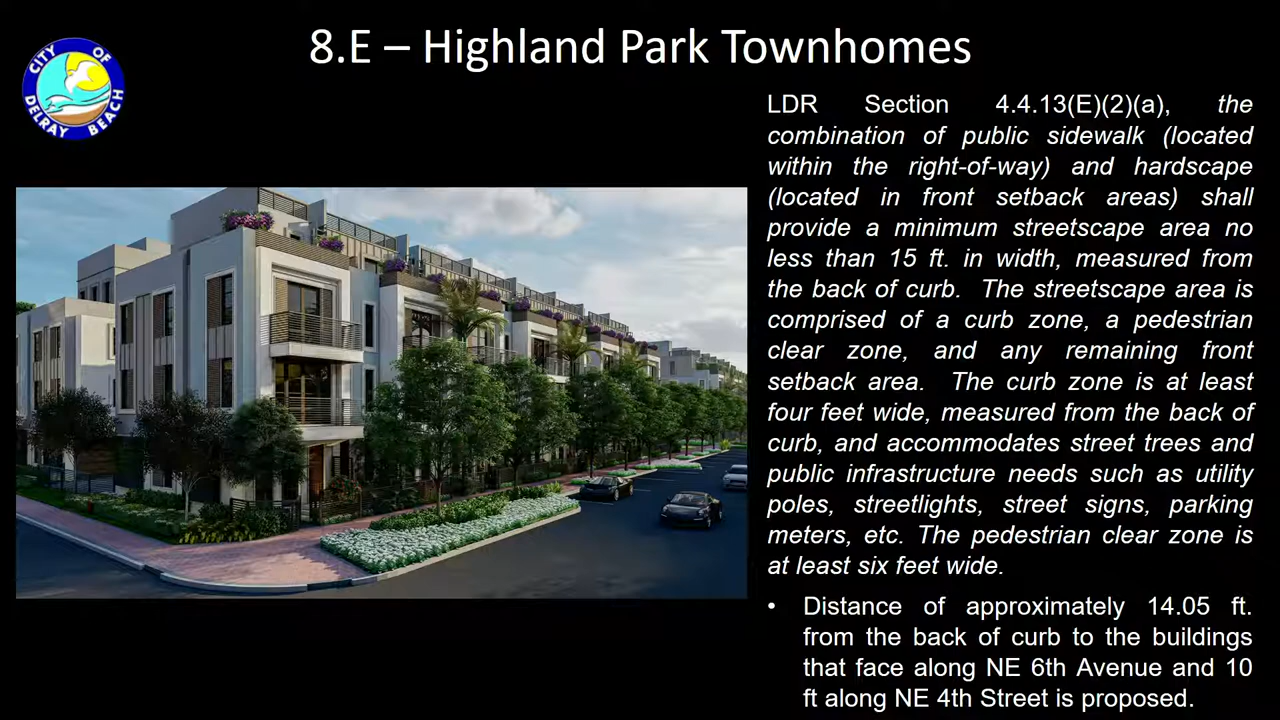 8.E – Highland Park Townhomes
CITY OF
DELRAY BEACH
LDR Section 4.4.13(E)(2)(a), the
combination of public sidewalk (located
within the right-of-way) and hardscape
(located in front setback areas) shall
provide a minimum streetscape area no
less than 15 ft. in width, measured from
the back of curb. The streetscape area is
comprised of a curb zone, a pedestrian
clear zone, and any remaining front
setback area. The curb zone is at least
four feet wide, measured from the back of
curb, and accommodates street trees and
public infrastructure needs such as utility
poles, streetlights, street signs, parking
meters, etc. The pedestrian clear zone is
at least six feet wide.
• Distance of approximately 14.05 ft.
from the back of curb to the buildings
that face along NE 6th Avenue and 10
ft along NE 4th Street is proposed.